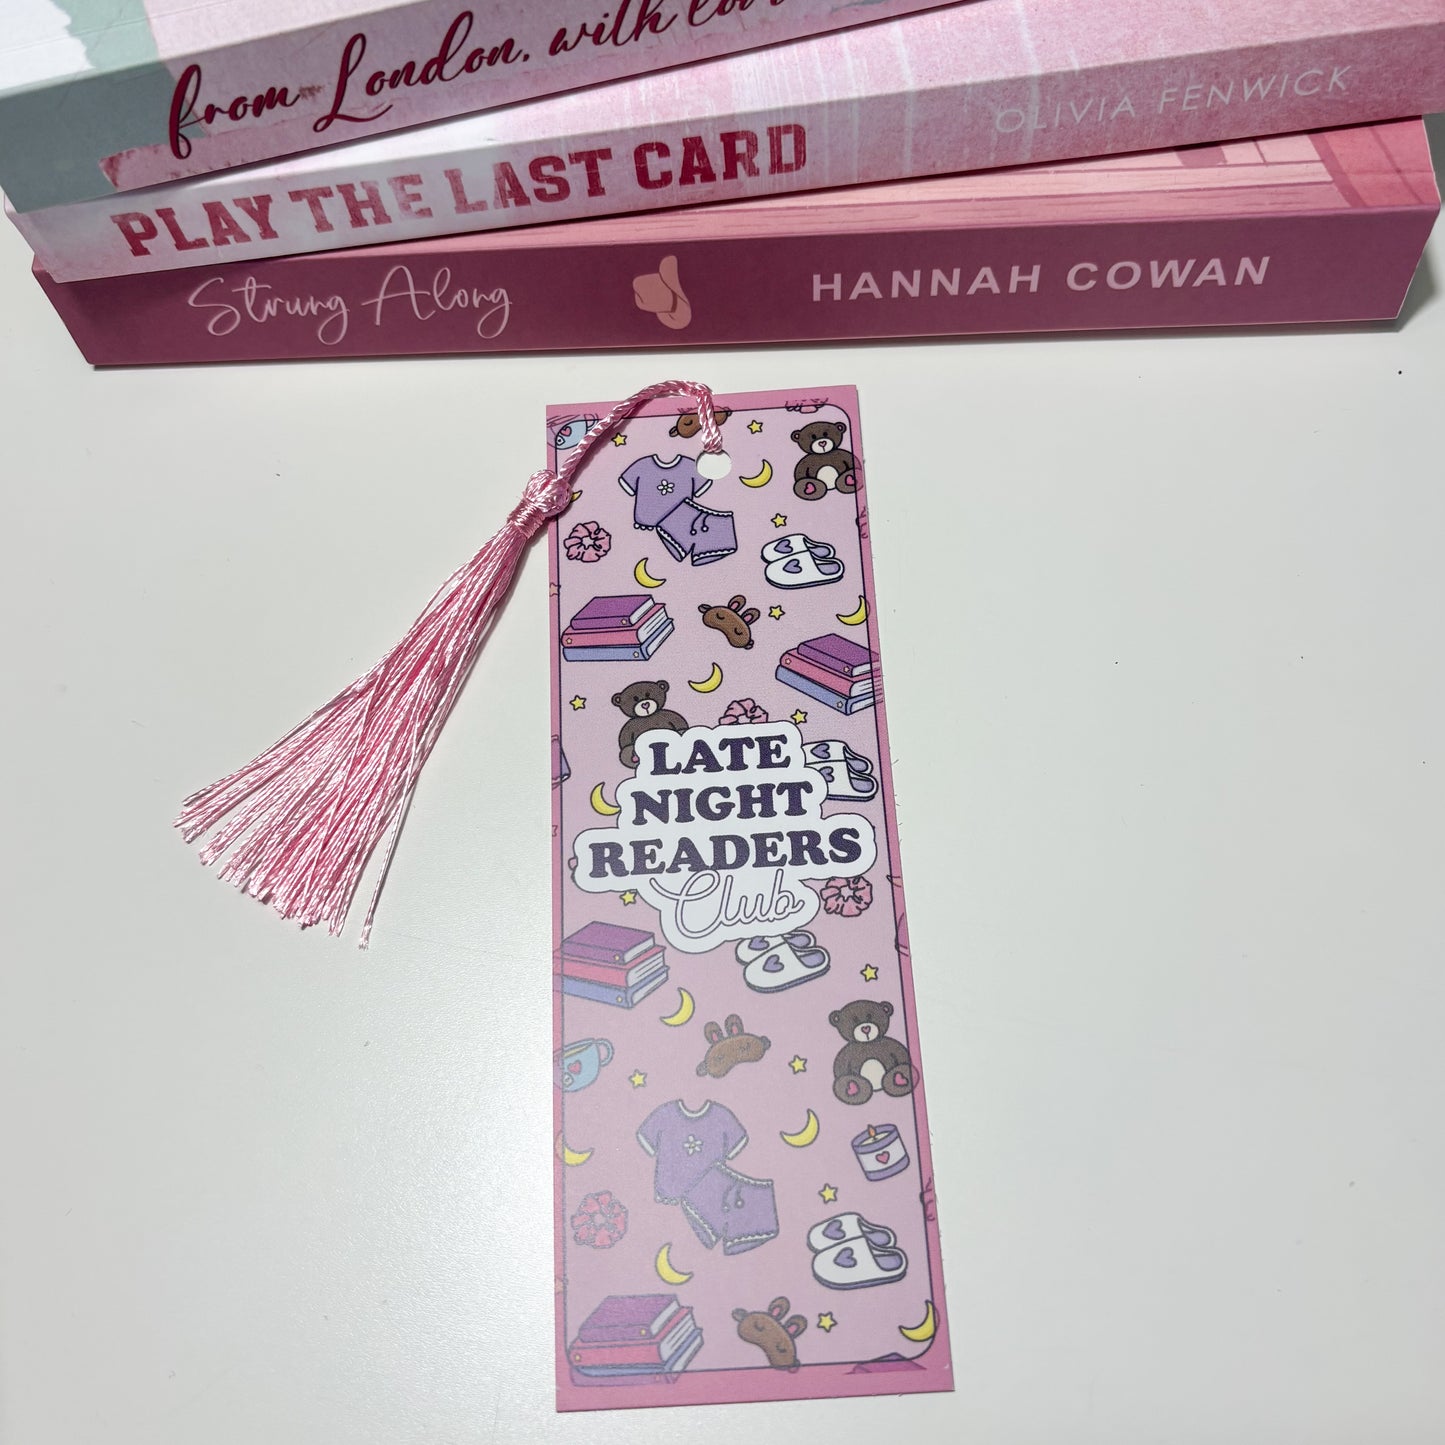 from London, with
PLAY THE LAST CARD OLIVIA FENWICK
Strung Along HANNAH COWAN
LATE
NIGHT
READERS
Club